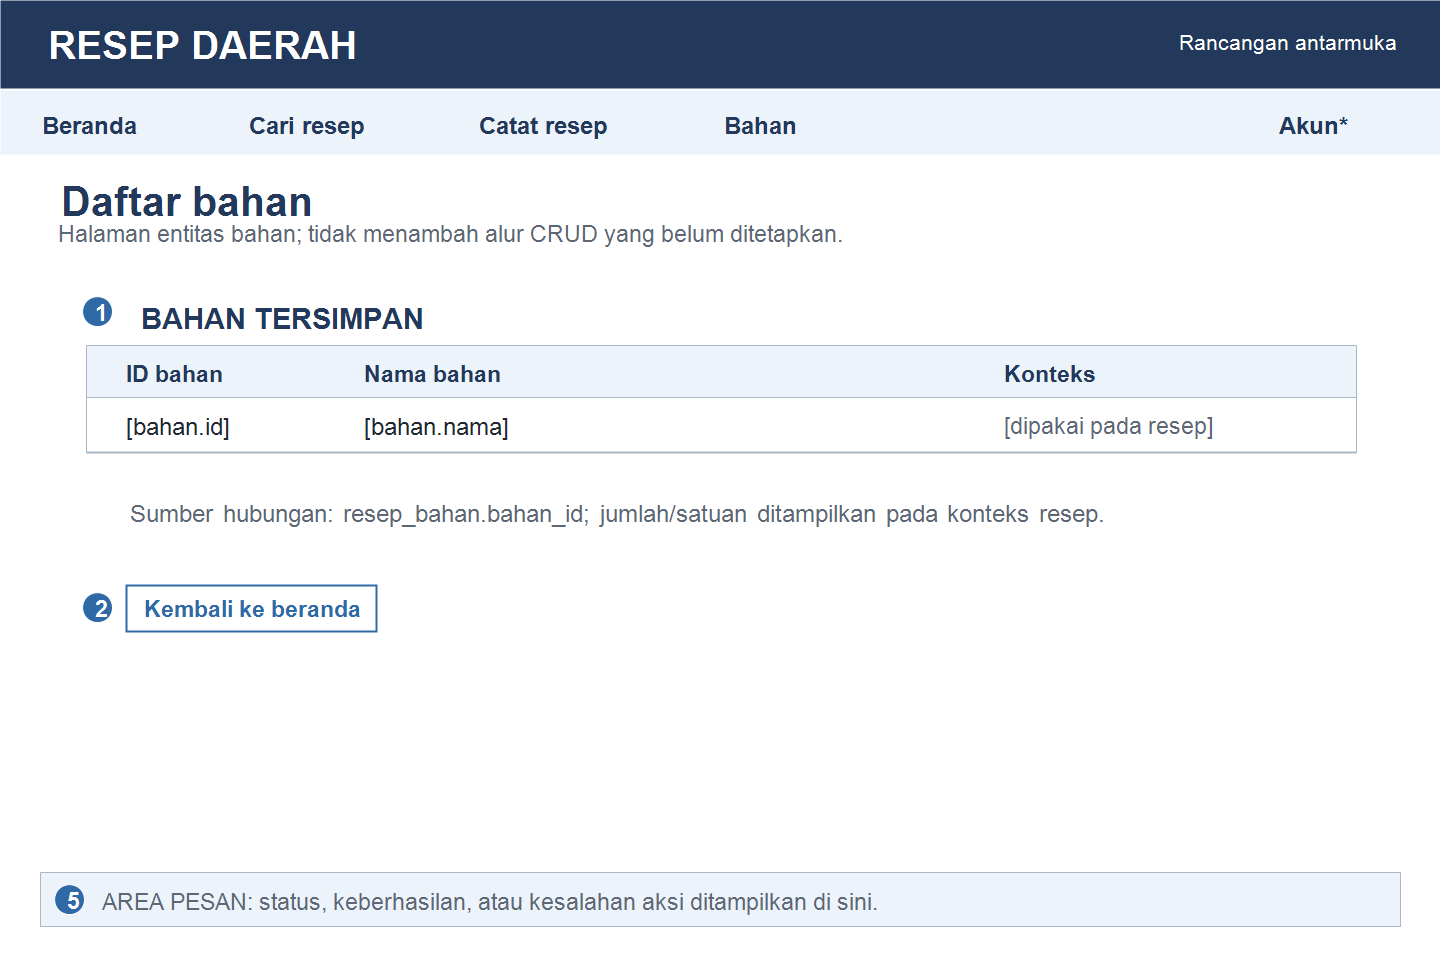 RESEP DAERAH
Rancangan antarmuka
Beranda Cari resep Catat resep Bahan Akun*
Daftar bahan
Halaman entitas bahan; tidak menambah alur CRUD yang belum ditetapkan.
1 BAHAN TERSIMPAN
ID bahan Nama bahan Konteks
[bahan.id] [bahan.nama] [dipakai pada resep]
Sumber hubungan: resep_bahan.bahan_id; jumlah/satuan ditampilkan pada konteks resep.
2 Kembali ke beranda
5 AREA PESAN: status, keberhasilan, atau kesalahan aksi ditampilkan di sini.